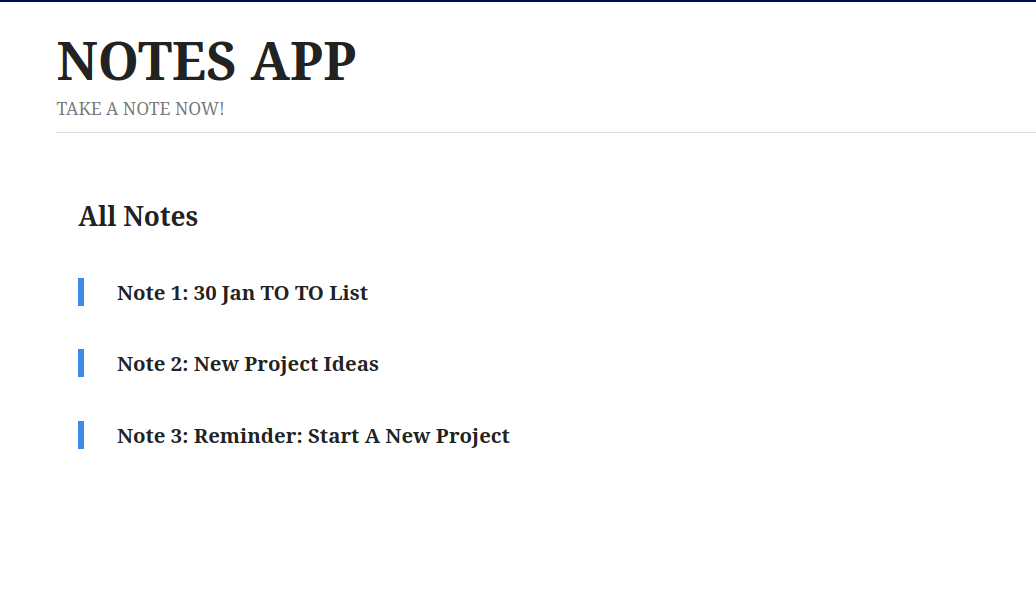 NOTES APP
TAKE A NOTE NOW!
All Notes
Note 1: 30 Jan TO TO List
Note 2: New Project Ideas
Note 3: Reminder: Start A New Project